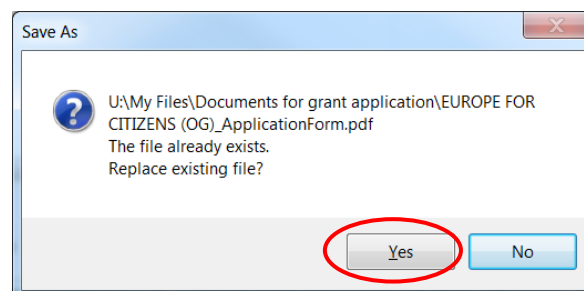 Save As
U:\My Files\Documents for grant application\EUROPE FOR
CITIZENS (OG)_ApplicationForm.pdf
The file already exists.
Replace existing file?
Yes
No